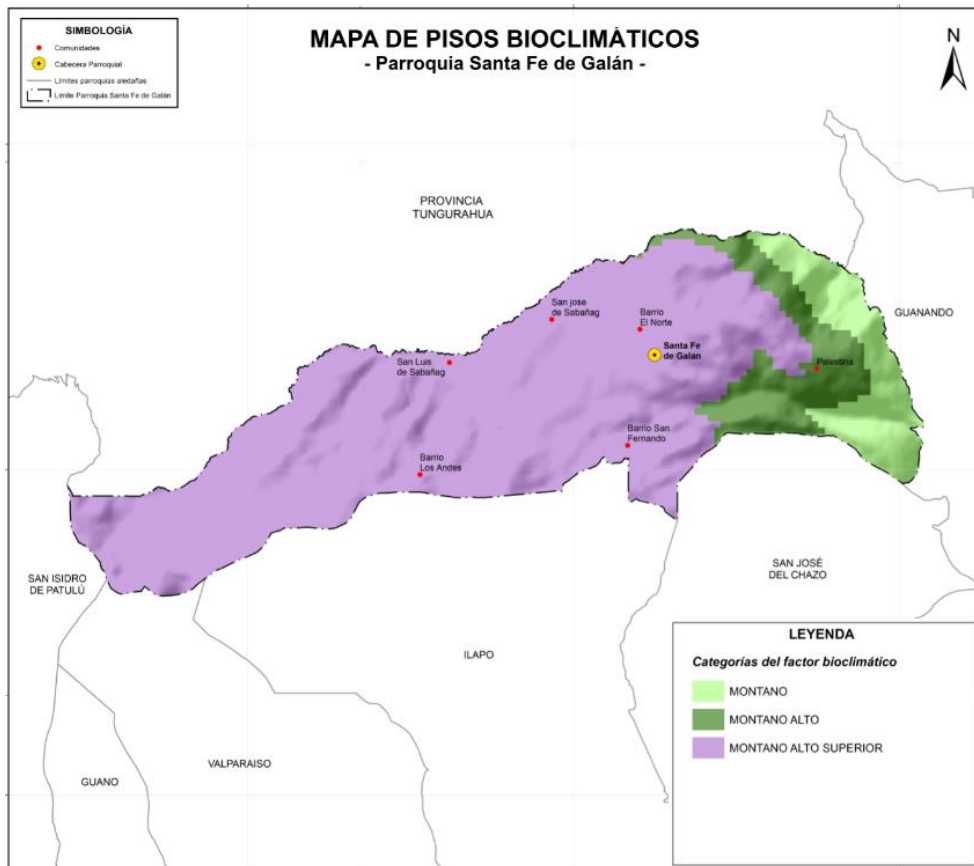 SIMBOLOGÍA
Comunidades
Cabecera Parroquial
Límites parroquias aledañas
Límite Parroquia Santa Fe de Galán
MAPA DE PISOS BIOCLIMÁTICOS
- Parroquia Santa Fe de Galán -
N
PROVINCIA
TUNGURAHUA
GUANANDO
San jose
de Sabañag
Barrio
El Norte
Santa Fe
de Galan
San Luis
de Sabañag
Palestina
Barrio San
Fernando
Barrio
Los Andes
SAN ISIDRO
DE PATULÚ
SAN JOSÉ
DEL CHAZO
ILAPO
VALPARAISO
GUANO
LEYENDA
Categorías del factor bioclimático
MONTANO
MONTANO ALTO
MONTANO ALTO SUPERIOR